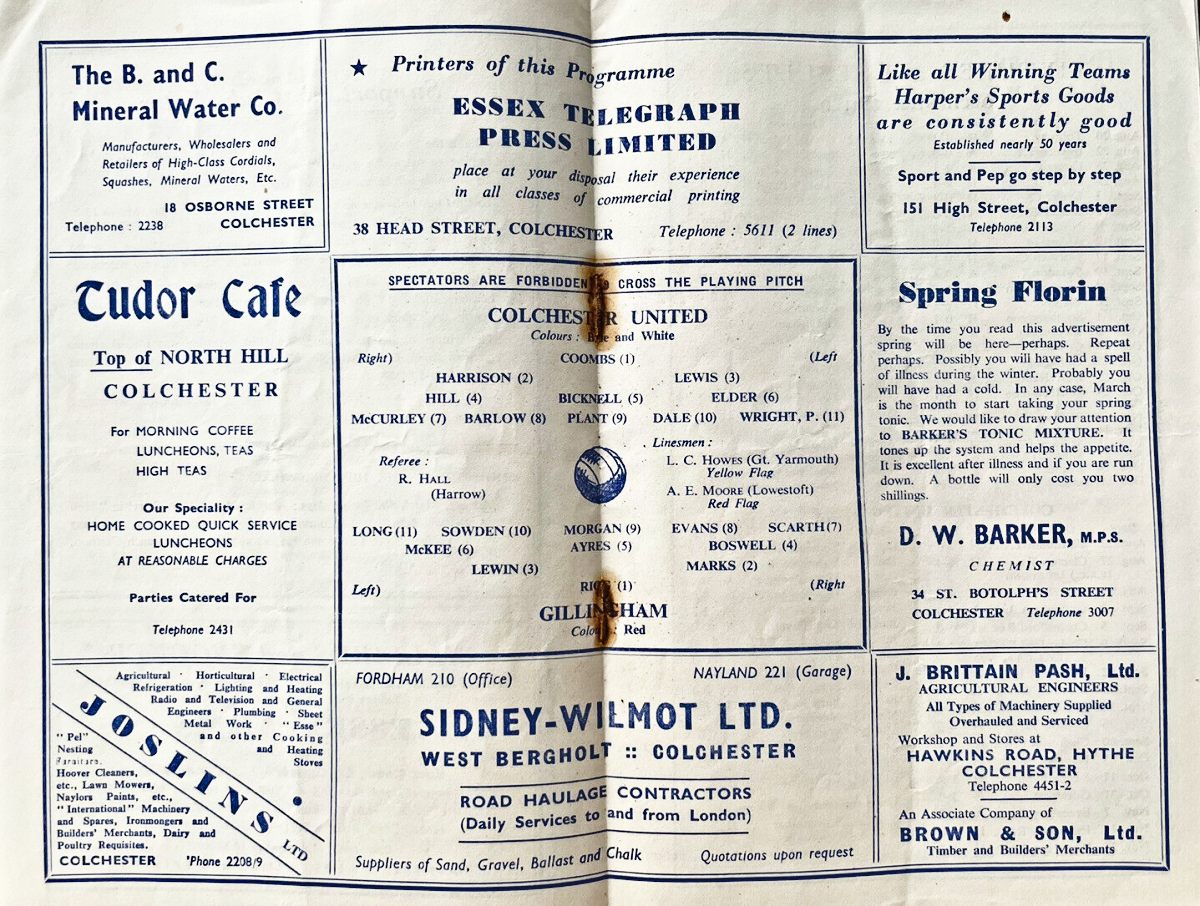 The B. and C.
Mineral Water Co.
Manufacturers, Wholesalers and
Retailers of High-Class Cordials,
Squashes, Mineral Waters, Etc.
18 OSBORNE STREET
Telephone : 2238 COLCHESTER
★ Printers of this Programme
ESSEX TELEGRAPH
PRESS LIMITED
place at your disposal their experience
in all classes of commercial printing
38 HEAD STREET, COLCHESTER Telephone : 5611 (2 lines)
Like all Winning Teams
Harper's Sports Goods
are consistently good
Established nearly 50 years
Sport and Pep go step by step
151 High Street, Colchester
Telephone 2113
Tudor Cafe
Top of NORTH HILL
COLCHESTER
For MORNING COFFEE
LUNCHEONS, TEAS
HIGH TEAS
Our Speciality :
HOME COOKED QUICK SERVICE
LUNCHEONS
AT REASONABLE CHARGES
Parties Catered For
Telephone 2431
SPECTATORS ARE FORBIDDEN TO CROSS THE PLAYING PITCH
COLCHESTER UNITED
Colours : Blue and White
Right) COOMBS (1) (Left
HARRISON (2) LEWIS (3)
HILL (4) BICKNELL (5) ELDER (6)
McCURLEY (7) BARLOW (8) PLANT (9) DALE (10) WRIGHT, P. (11)
Linesmen :
Referee : L. C. HOWES (Gt. Yarmouth)
R. HALL Yellow Flag
(Harrow) A. E. MOORE (Lowestoft)
Red Flag
LONG (11) SOWDEN (10) MORGAN (9) EVANS (8) SCARTH (7)
McKEE (6) AYRES (5) BOSWELL (4)
LEWIN (3) MARKS (2)
Left) (1) (Right
GILLINGHAM
Colours : Red
Spring Florin
By the time you read this advertisement
spring will be here—perhaps. Repeat
perhaps. Possibly you will have had a spell
of illness during the winter. Probably you
will have had a cold. In any case, March
is the month to start taking your spring
tonic. We would like to draw your attention
to BARKER'S TONIC MIXTURE. It
tones up the system and helps the appetite.
It is excellent after illness and if you are run
down. A bottle will only cost you two
shillings.
D. W. BARKER, M.P.S.
CHEMIST
34 ST. BOTOLPH'S STREET
COLCHESTER Telephone 3007
Agricultural · Horticultural · Electrical
Refrigeration · Lighting and Heating
Radio and Television and General
Engineers · Plumbing · Sheet
Metal Work · "Esse"
and other Cooking
and Heating
Stoves
JOSLINS LTD
"Pel"
Nesting
Furniture.
Hoover Cleaners,
etc., Lawn Mowers,
Naylors Paints, etc.,
"International" Machinery
and Spares, Ironmongers and
Builders' Merchants, Dairy and
Poultry Requisites.
COLCHESTER 'Phone 2208/9
FORDHAM 210 (Office) NAYLAND 221 (Garage)
SIDNEY-WILMOT LTD.
WEST BERGHOLT :: COLCHESTER
ROAD HAULAGE CONTRACTORS
(Daily Services to and from London)
Suppliers of Sand, Gravel, Ballast and Chalk Quotations upon request
J. BRITTAIN PASH, Ltd.
AGRICULTURAL ENGINEERS
All Types of Machinery Supplied
Overhauled and Serviced
Workshop and Stores at
HAWKINS ROAD, HYTHE
COLCHESTER
Telephone 4451-2
An Associate Company of
BROWN & SON, Ltd.
Timber and Builders' Merchants